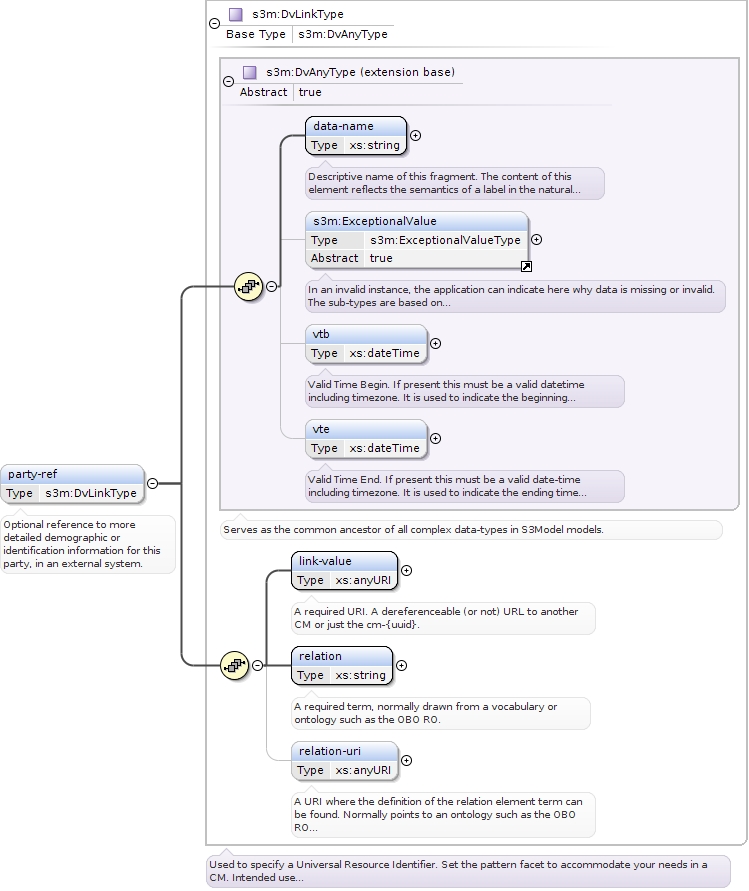 s3m:DvLinkType
Base Type s3m:DvAnyType
s3m:DvAnyType (extension base)
Abstract true
data-name
Type xs:string
Descriptive name of this fragment. The content of this
element reflects the semantics of a label in the natural...
s3m:ExceptionalValue
Type s3m:ExceptionalValueType
Abstract true
In an invalid instance, the application can indicate here why data is missing or invalid.
The sub-types are based on...
vtb
Type xs:dateTime
Valid Time Begin. If present this must be a valid datetime
including timezone. It is used to indicate the beginning...
vte
Type xs:dateTime
Valid Time End. If present this must be a valid date-time
including timezone. It is used to indicate the ending time...
party-ref
Type s3m:DvLinkType
Optional reference to more
detailed demographic or
identification information for this
party, in an external system.
Serves as the common ancestor of all complex data-types in S3Model models.
link-value
Type xs:anyURI
A required URI. A dereferenceable (or not) URL to another
CM or just the cm-{uuid}.
relation
Type xs:string
A required term, normally drawn from a vocabulary or
ontology such as the OBO RO.
relation-uri
Type xs:anyURI
A URI where the definition of the relation element term can
be found. Normally points to an ontology such as the OBO
RO...
Used to specify a Universal Resource Identifier. Set the pattern facet to accommodate your needs in a
CM. Intended use...